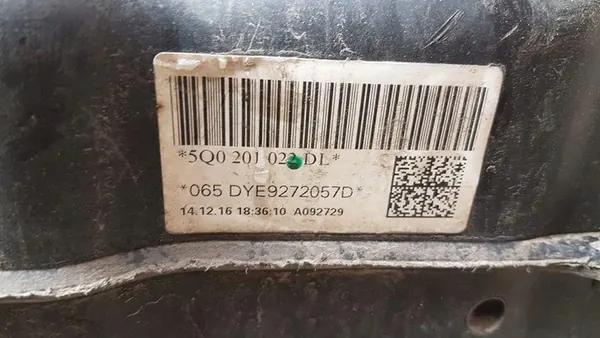 *5Q0 201 022 DL*
*065 DYE9272057D*
14.12.16 18:36:10 A092729